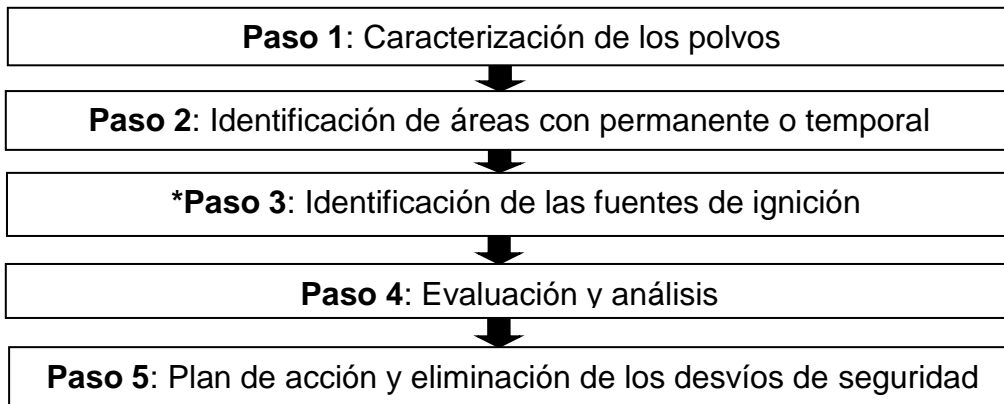 Paso 1: Caracterización de los polvos
Paso 2: Identificación de áreas con permanente o temporal
*Paso 3: Identificación de las fuentes de ignición
Paso 4: Evaluación y análisis
Paso 5: Plan de acción y eliminación de los desvíos de seguridad